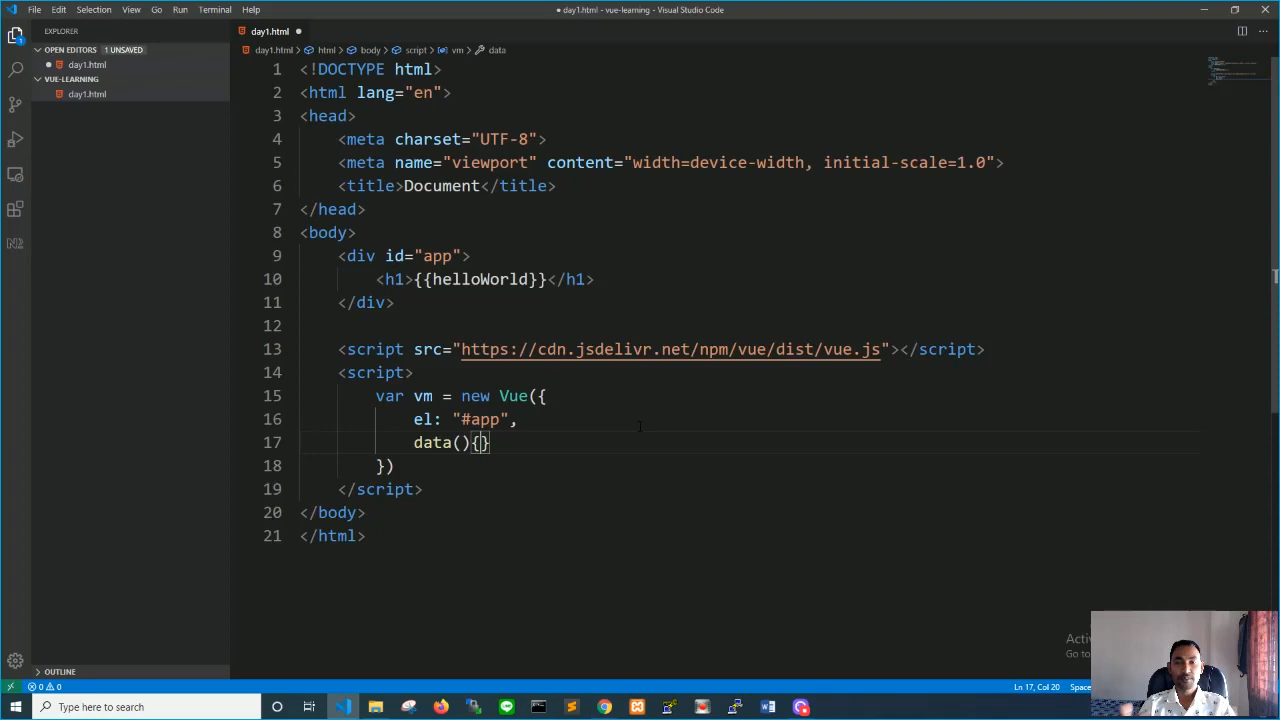 File Edit Selection View Go Run Terminal Help
● day1.html - vue-learning - Visual Studio Code
EXPLORER
OPEN EDITORS 1 UNSAVED
● day1.html
VUE-LEARNING
day1.html
OUTLINE
day1.html ●
day1.html > html > body > script > vm > data
1 <!DOCTYPE html>
2 <html lang="en">
3 <head>
4 <meta charset="UTF-8">
5 <meta name="viewport" content="width=device-width, initial-scale=1.0">
6 <title>Document</title>
7 </head>
8 <body>
9 <div id="app">
10 <h1>{{helloWorld}}</h1>
11 </div>
12
13 <script src="https://cdn.jsdelivr.net/npm/vue/dist/vue.js"></script>
14 <script>
15 var vm = new Vue({
16 el: "#app",
17 data(){}
18 })
19 </script>
20 </body>
21 </html>
Go to
0 0
Ln 17, Col 20
Type here to search